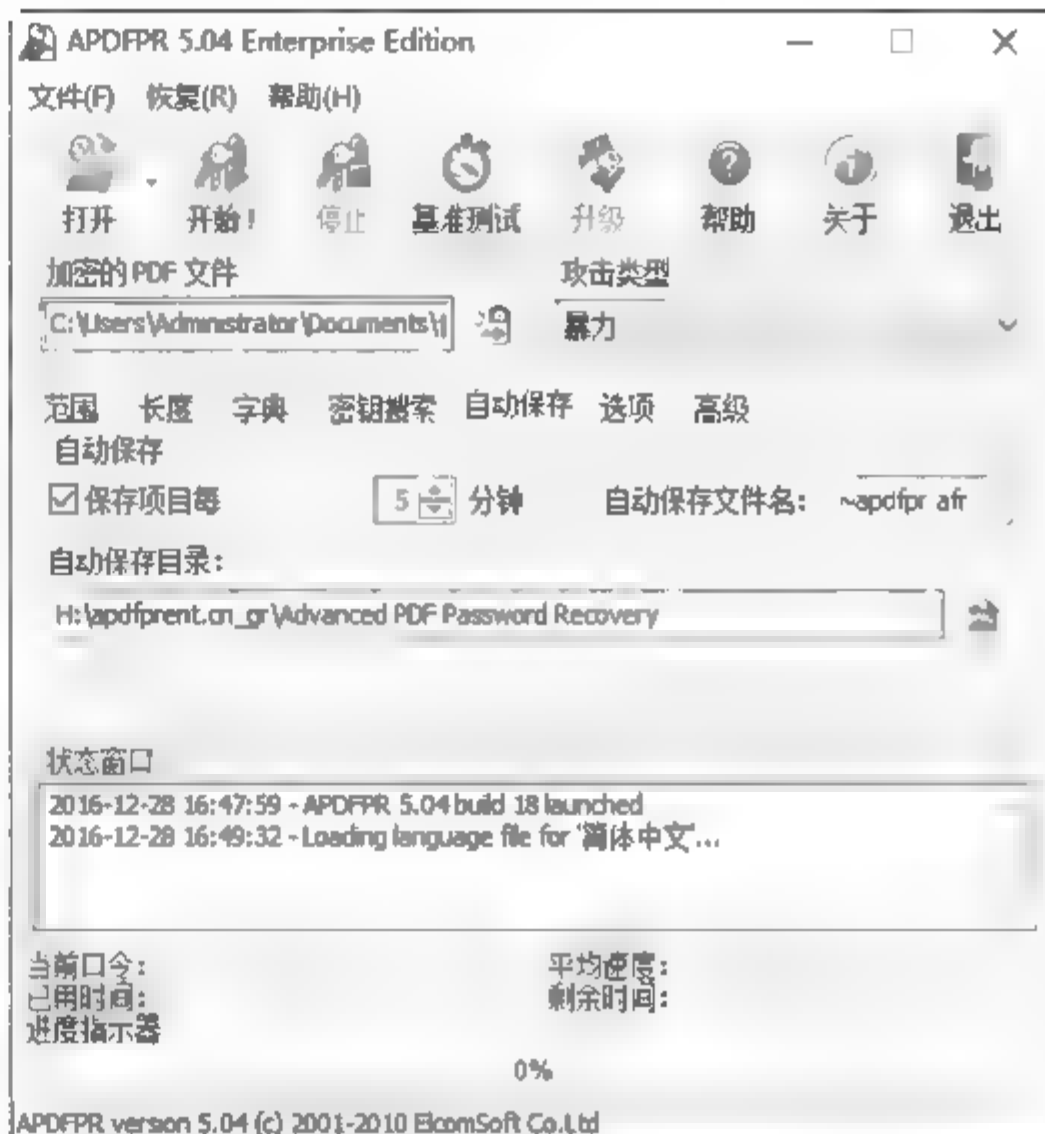 APDFPR 5.04 Enterprise Edition
文件(F) 恢复(R) 帮助(H)
打开 开始! 停止 基准测试 升级 帮助 关于 退出
加密的 PDF 文件 攻击类型
C:\Users\Administrator\Documents\ 暴力
范围 长度 字典 密钥搜索 自动保存 选项 高级
自动保存
保存项目每 5 分钟 自动保存文件名: ~apdfpr afr
自动保存目录:
H:\apdfprent.cn_gr\Advanced PDF Password Recovery
状态窗口
2016-12-28 16:47:59 - APDFPR 5.04 build 18 launched
2016-12-28 16:49:32 - Loading language file for '简体中文'...
当前口令: 平均速度:
已用时间: 剩余时间:
进度指示器
0%
APDFPR version 5.04 (c) 2001-2010 ElcomSoft Co.Ltd